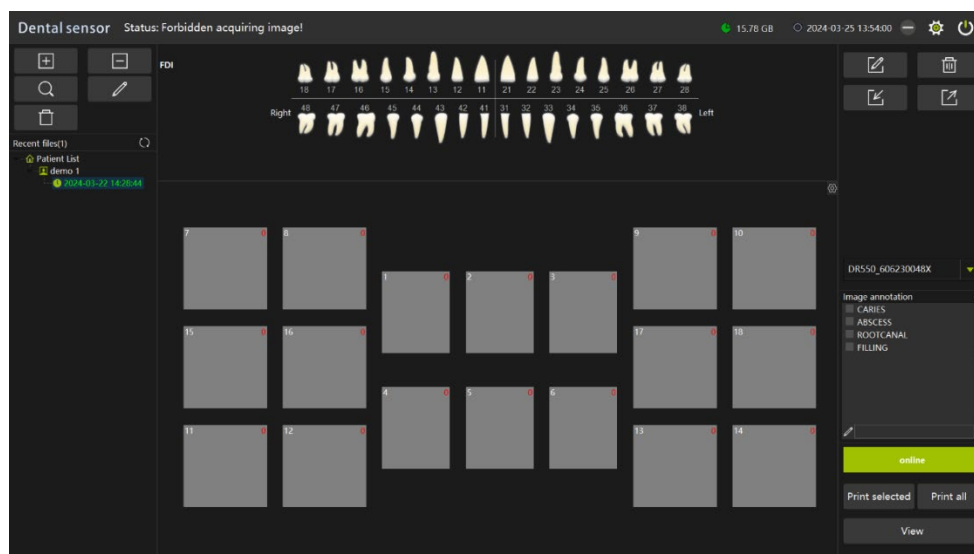 Dental sensor Status: Forbidden acquiring image! 15.78 GB 2024-03-25 13:54:00
FDI
18 17 16 15 14 13 12 11 21 22 23 24 25 26 27 28
Right 48 47 46 45 44 43 42 41 31 32 33 34 35 36 37 38 Left
Recent files(1)
Patient List
demo 1
2024-03-22 14:28:44
7 0 8 0 9 0 10 0
1 0 2 0 3 0
15 0 16 0 17 0 18 0
4 0 5 0 6 0
11 0 12 0 13 0 14 0
DR550_606230048X
Image annotation
CARIES
ABSCESS
ROOTCANAL
FILLING
online
Print selected Print all
View